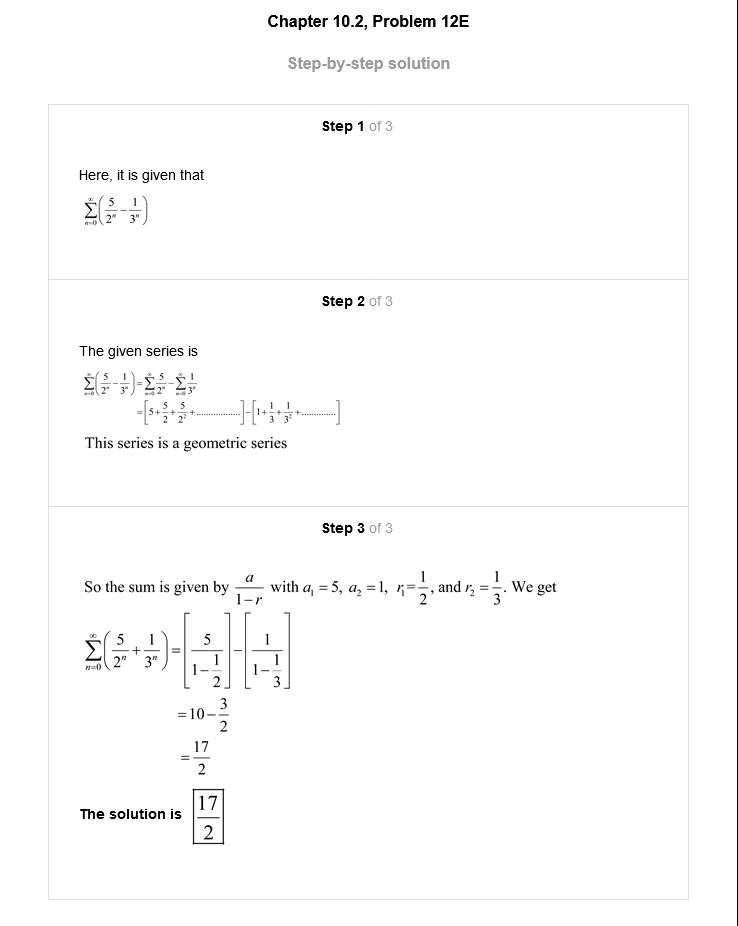 Chapter 10.2, Problem 12E
Step-by-step solution
Step 1 of 3
Here, it is given that
$\sum_{n=0}^{\infty}\left(\frac{5}{2^n}-\frac{1}{3^n}\right)$
Step 2 of 3
The given series is
$\sum_{n=0}^{\infty}\left(\frac{5}{2^n}-\frac{1}{3^n}\right)=\sum_{n=0}^{\infty}\frac{5}{2^n}-\sum_{n=0}^{\infty}\frac{1}{3^n}$
$=\left[5+\frac{5}{2}+\frac{5}{2^2}+..................\right]-\left[1+\frac{1}{3}+\frac{1}{3^2}+..............\right]$
This series is a geometric series
Step 3 of 3
So the sum is given by $\frac{a}{1-r}$ with $a_1=5$, $a_2=1$, $r_1=\frac{1}{2}$, and $r_2=\frac{1}{3}$. We get
$\sum_{n=0}^{\infty}\left(\frac{5}{2^n}+\frac{1}{3^n}\right)=\left[\frac{5}{1-\frac{1}{2}}\right]-\left[\frac{1}{1-\frac{1}{3}}\right]$
$=10-\frac{3}{2}$
$=\frac{17}{2}$
The solution is $\boxed{\frac{17}{2}}$